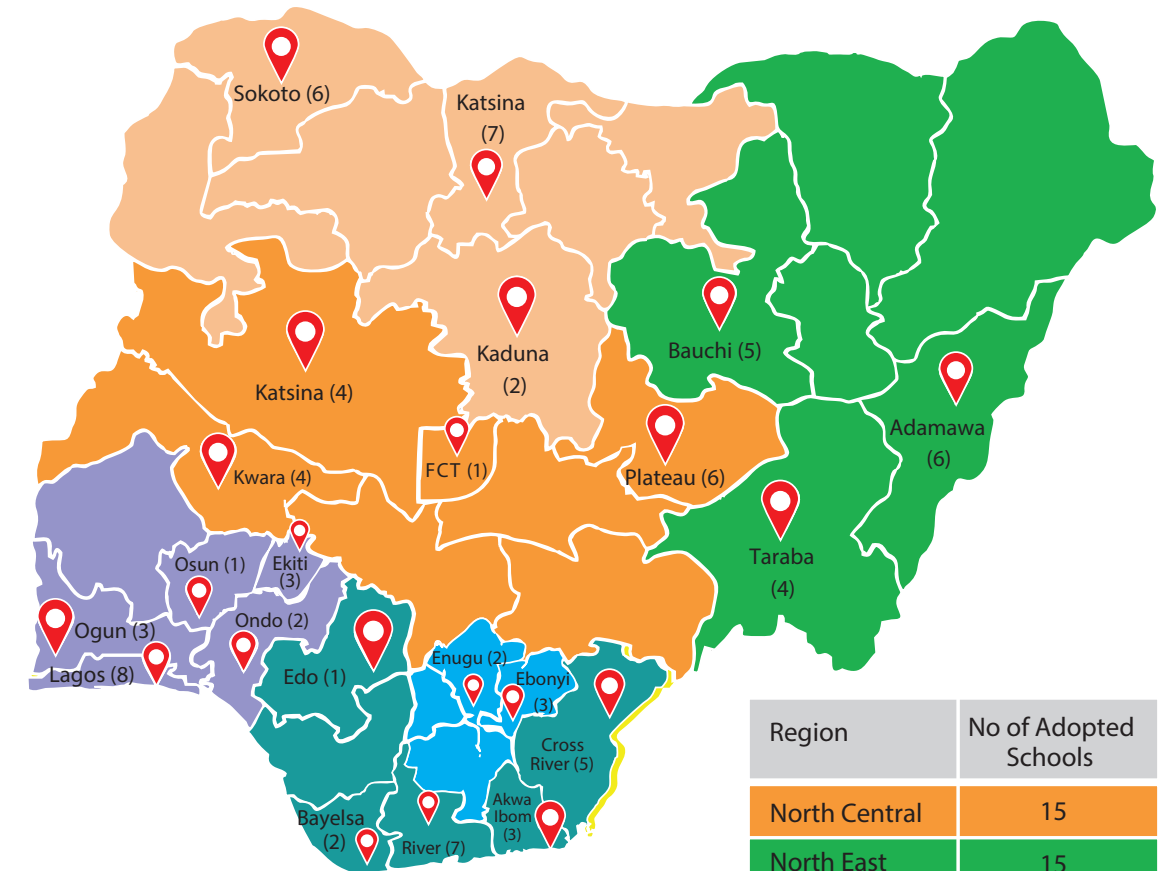 Sokoto (6)
Katsina
(7)
Kaduna
(2)
Bauchi (5)
Katsina (4)
Adamawa
(6)
FCT (1)
Plateau (6)
Kwara (4)
Taraba
(4)
Osun (1)
Ekiti
(3)
Ogun (3)
Ondo (2)
Lagos (8)
Edo (1)
Enugu (2)
Ebonyi
(3)
Cross
River (5)
Akwa
Ibom
(3)
Bayelsa
(2)
River (7)
Region
No of Adopted
Schools
North Central 15
North East 15